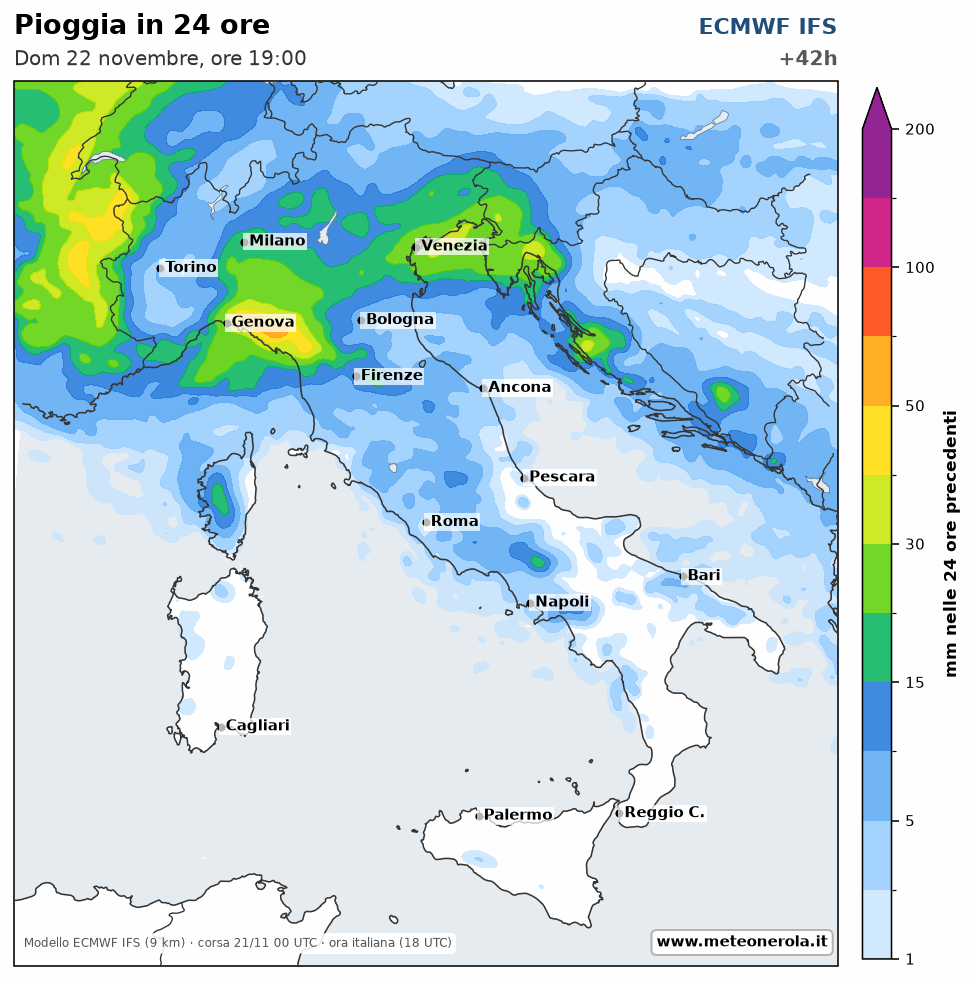 Pioggia in 24 ore
ECMWF IFS
Dom 22 novembre, ore 19:00
+42h
200
100
50
30
15
5
1
mm nelle 24 ore precedenti
Milano
Venezia
Torino
Genova
Bologna
Firenze
Ancona
Pescara
Roma
Bari
Napoli
Cagliari
Palermo
Reggio C.
Modello ECMWF IFS (9 km) · corsa 21/11 00 UTC · ora italiana (18 UTC)
www.meteonerola.it